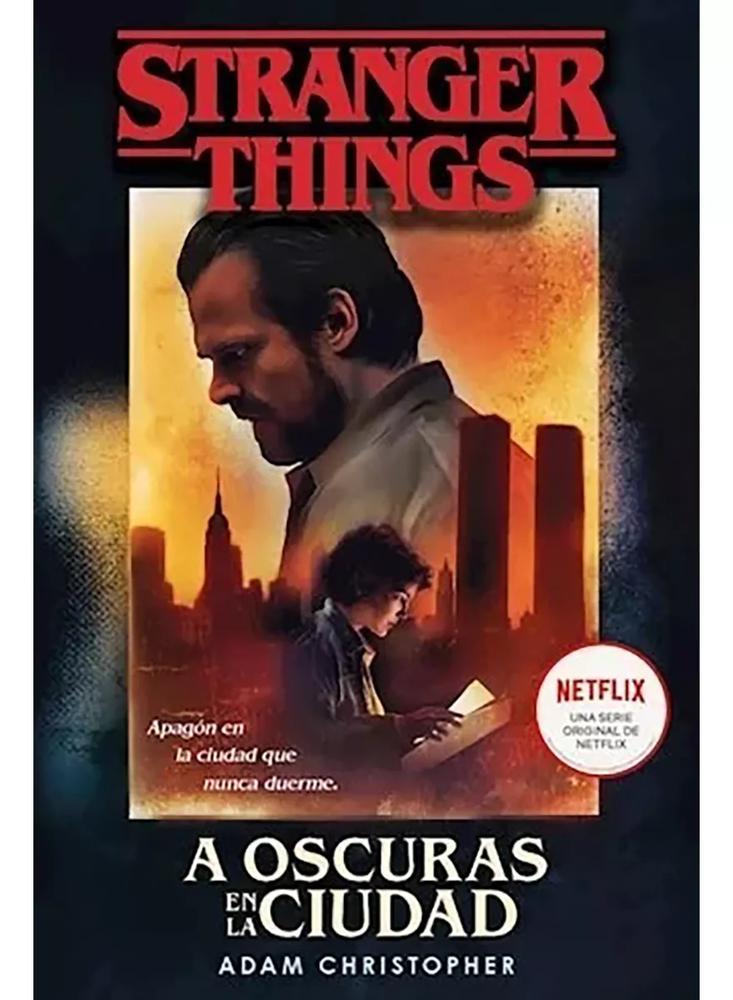 STRANGER
THINGS
NETFLIX
UNA SERIE
ORIGINAL DE
NETFLIX
Apagón en
la ciudad que
nunca duerme.
A OSCURAS
EN LA CIUDAD
ADAM CHRISTOPHER